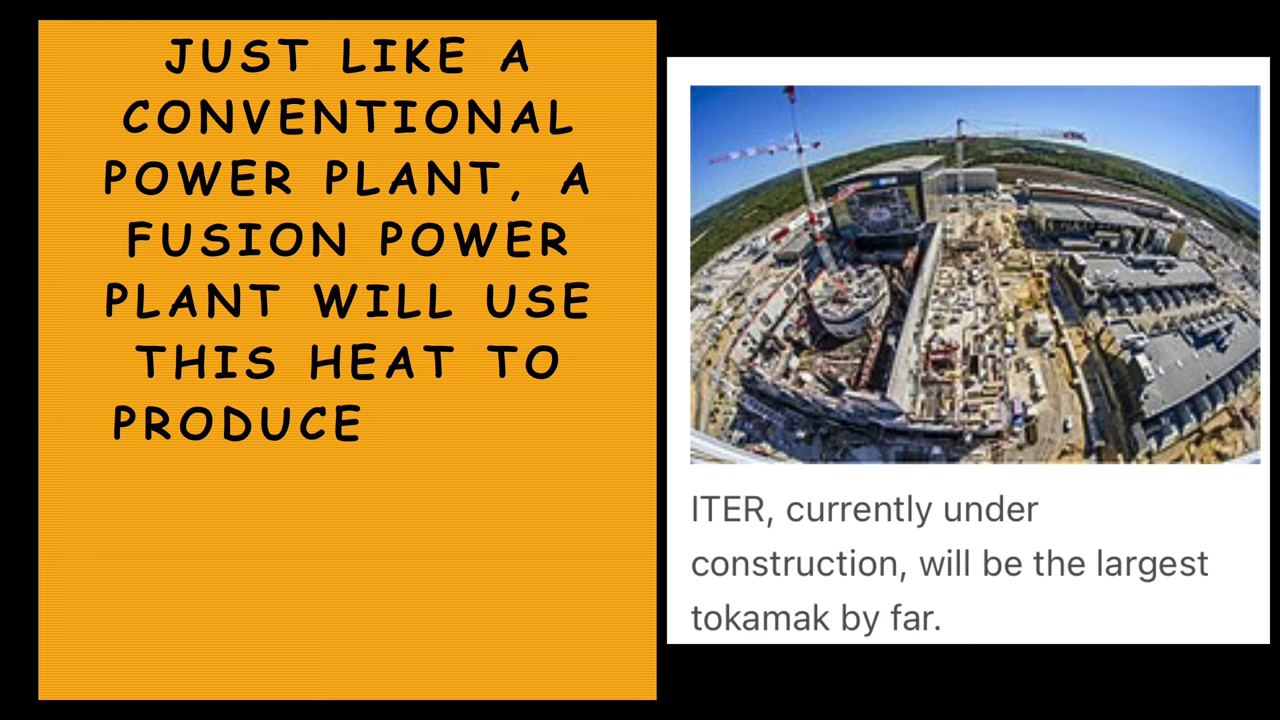 JUST LIKE A
CONVENTIONAL
POWER PLANT, A
FUSION POWER
PLANT WILL USE
THIS HEAT TO
PRODUCE
ITER, currently under
construction, will be the largest
tokamak by far.